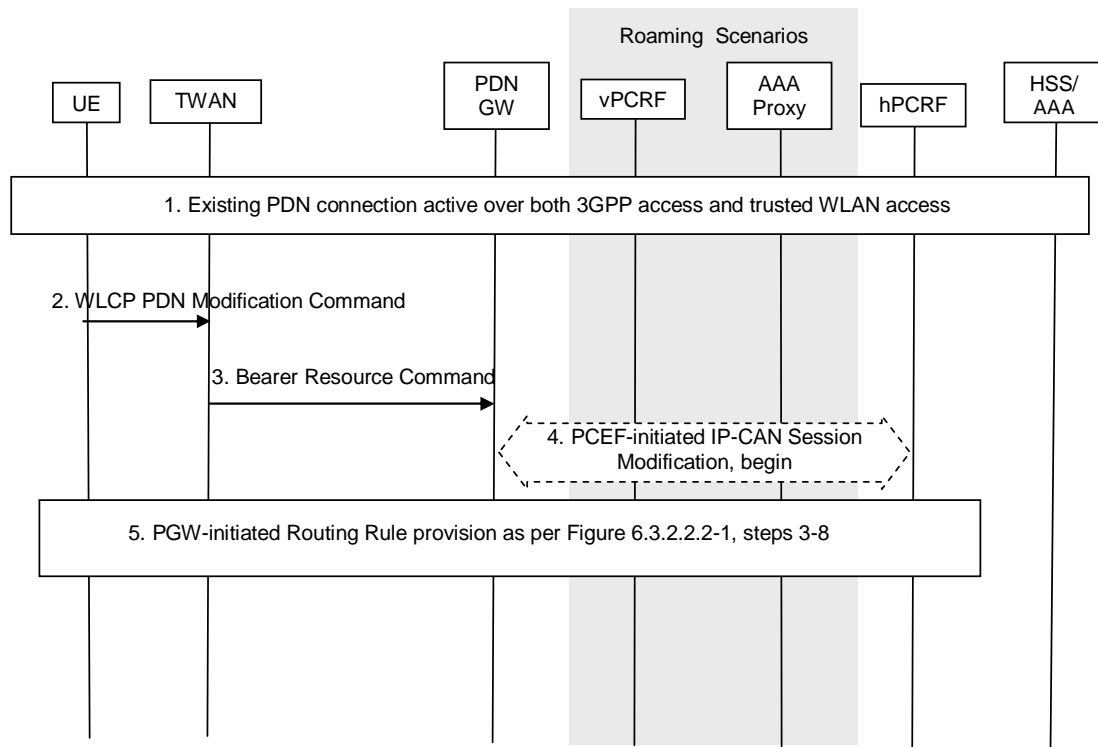 Roaming Scenarios
UE
TWAN
PDN
GW
vPCRF
AAA
Proxy
hPCRF
HSS/
AAA
1. Existing PDN connection active over both 3GPP access and trusted WLAN access
2. WLCP PDN Modification Command
3. Bearer Resource Command
4. PCEF-initiated IP-CAN Session
Modification, begin
5. PGW-initiated Routing Rule provision as per Figure 6.3.2.2.2-1, steps 3-8